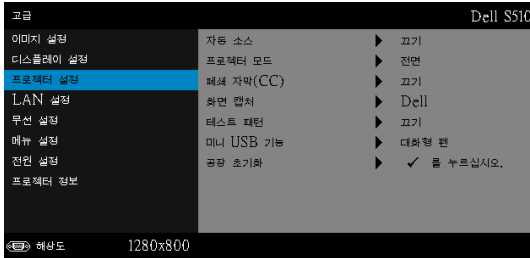 고급 Dell S510
이미지 설정
디스플레이 설정
프로젝터 설정
LAN 설정
무선 설정
메뉴 설정
전원 설정
프로젝터 정보
자동 소스 끄기
프로젝터 모드 전면
폐쇄 자막(CC) 끄기
화면 캡처 Dell
테스트 패턴 끄기
미니 USB 기능 대화형 펜
공장 초기화 ✓ 를 누르십시오.
해상도 1280x800